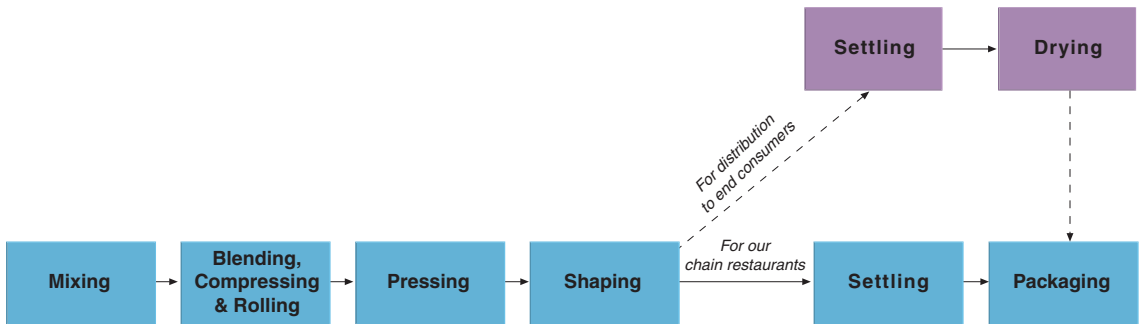 Settling
Drying
For distribution
to end consumers
Mixing
Blending,
Compressing
& Rolling
Pressing
Shaping
For our
chain restaurants
Settling
Packaging